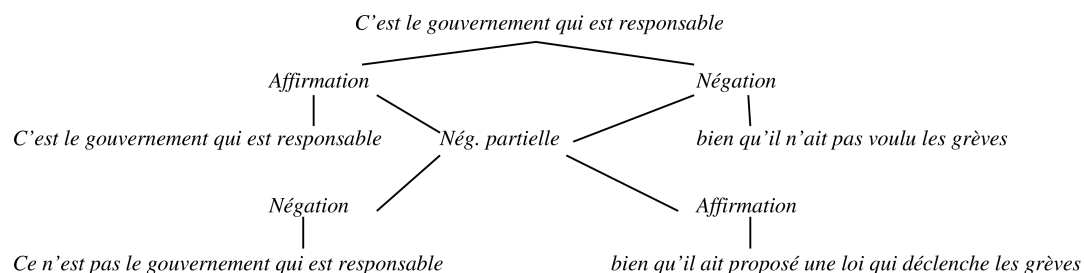 C’est le gouvernement qui est responsable
Affirmation Négation
C’est le gouvernement qui est responsable Nég. partielle bien qu’il n’ait pas voulu les grèves
Négation Affirmation
Ce n’est pas le gouvernement qui est responsable bien qu’il ait proposé une loi qui déclenche les grèves